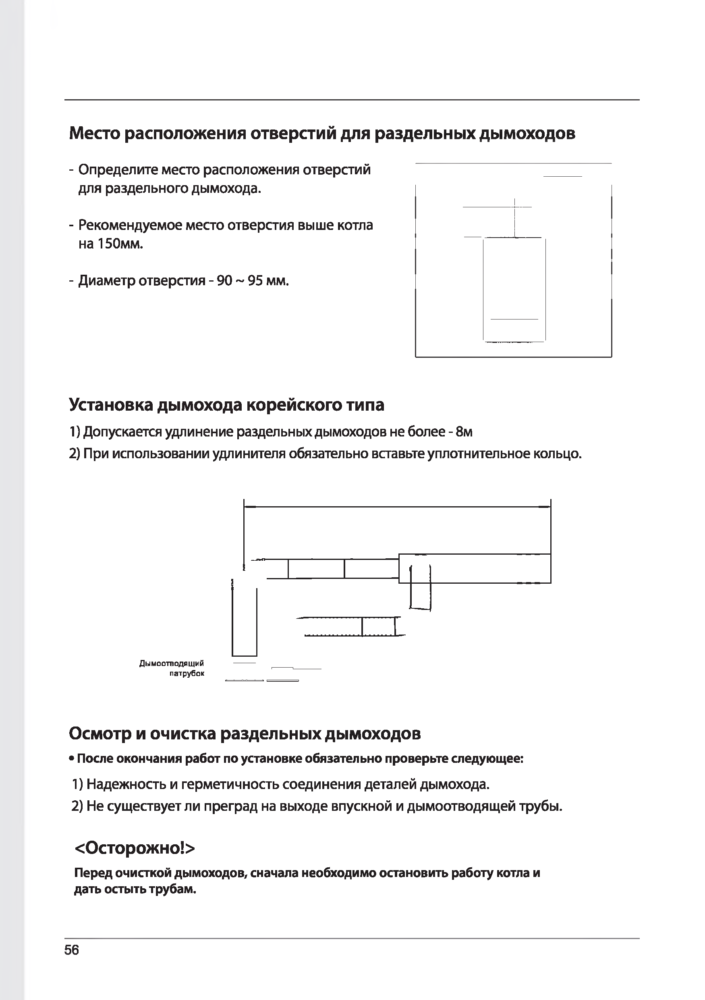 Место расположения отверстий для раздельных дымоходов
- Определите место расположения отверстий
для раздельного дымохода.
- Рекомендуемое место отверстия выше котла
на 150мм.
- Диаметр отверстия - 90 ~ 95 мм.
Установка дымохода корейского типа
1) Допускается удлинение раздельных дымоходов не более - 8м
2) При использовании удлинителя обязательно вставьте уплотнительное кольцо.
Дымоотводящий
патрубок
Осмотр и очистка раздельных дымоходов
• После окончания работ по установке обязательно проверьте следующее:
1) Надежность и герметичность соединения деталей дымохода.
2) Не существует ли преград на выходе впускной и дымоотводящей трубы.
<Осторожно!>
Перед очисткой дымоходов, сначала необходимо остановить работу котла и
дать остыть трубам.
56